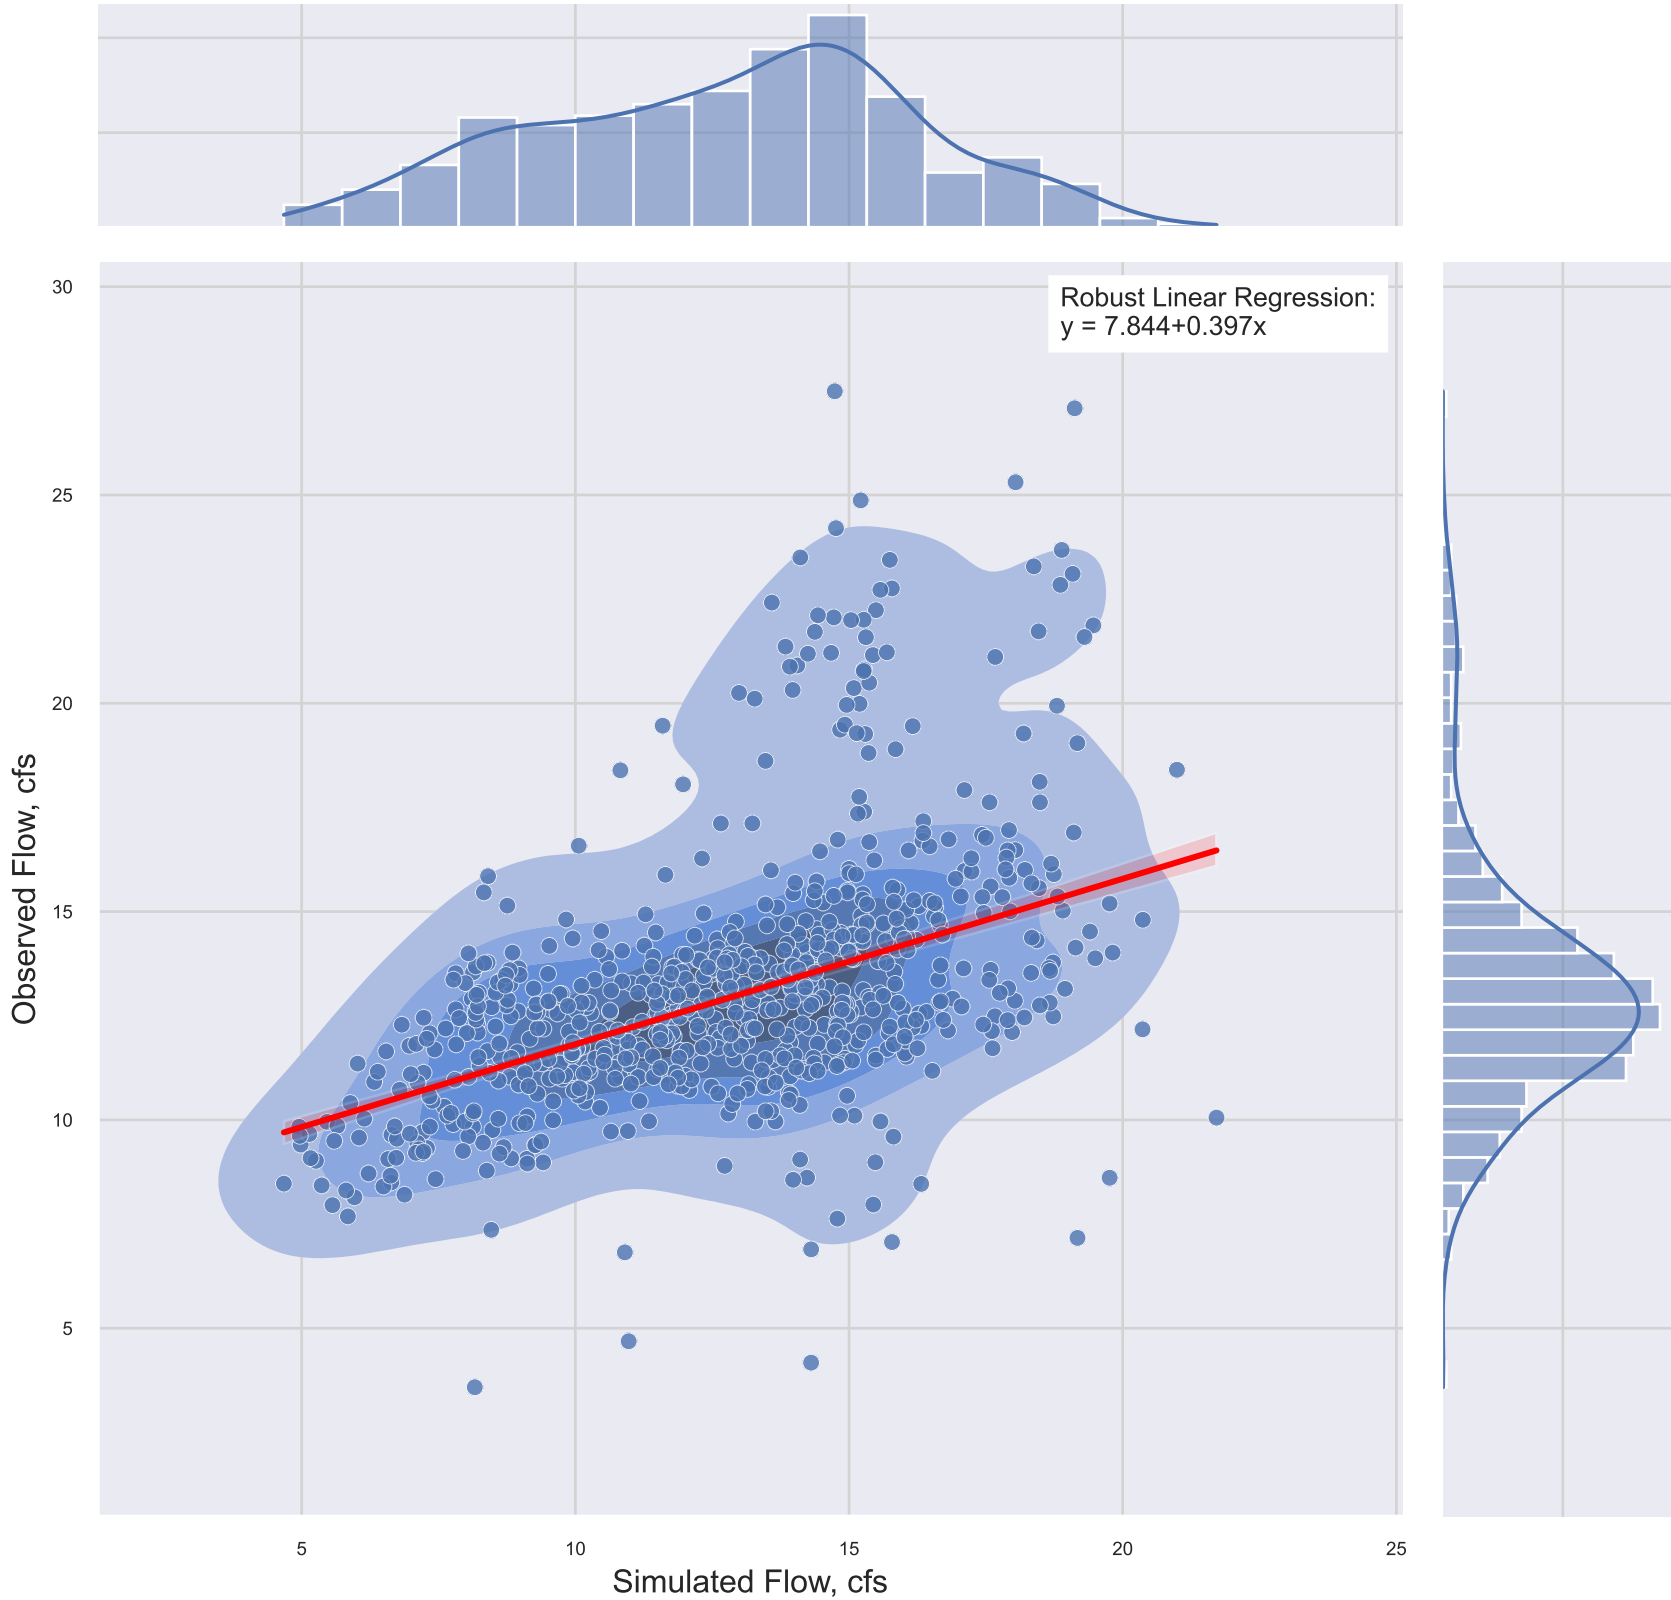 30
Robust Linear Regression:
y = 7.844+0.397x
25
20
15
10
5
Observed Flow, cfs
5 10 15 20 25
Simulated Flow, cfs